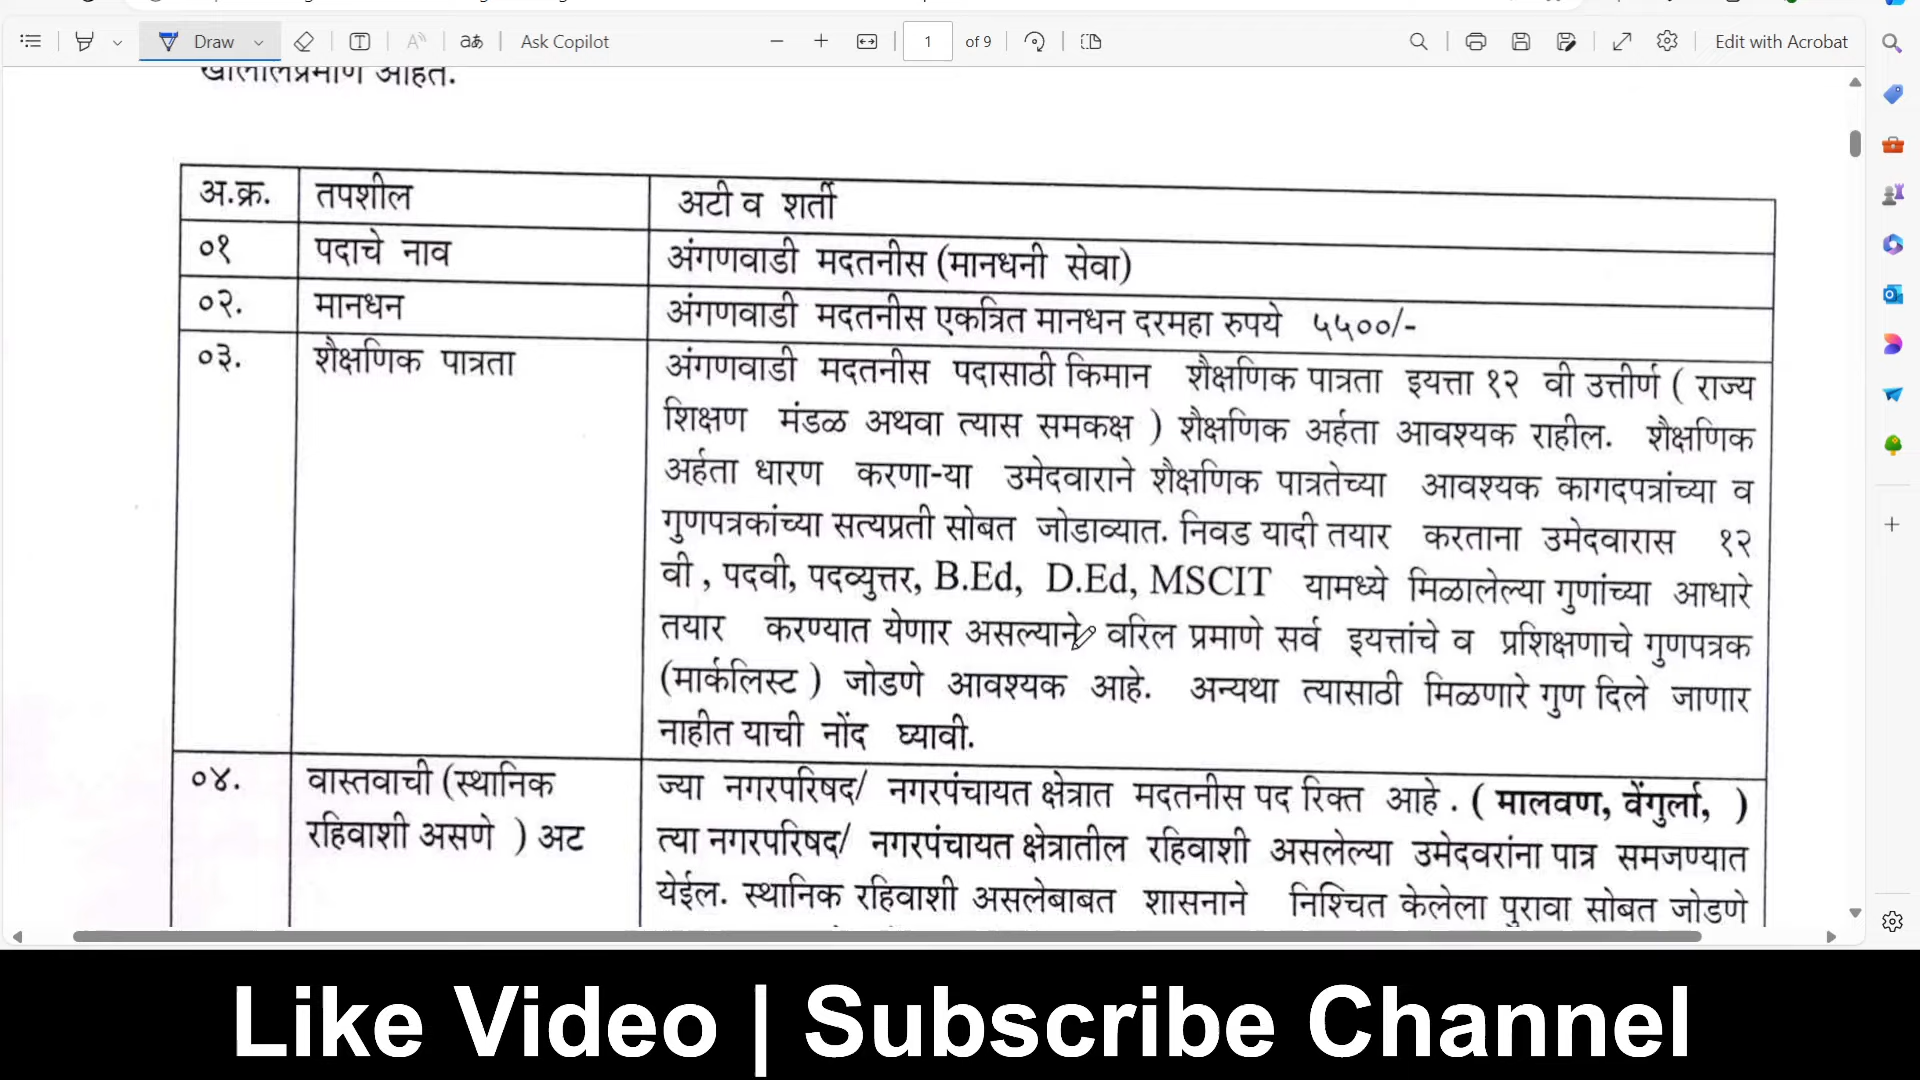 Draw
Ask Copilot
1 of 9
Edit with Acrobat
खालीलप्रमाणे आहेत.
अ.क्र. तपशील अटी व शर्ती
०१ पदाचे नाव अंगणवाडी मदतनीस (मानधनी सेवा)
०२. मानधन अंगणवाडी मदतनीस एकत्रित मानधन दरमहा रुपये ५५००/-
०३. शैक्षणिक पात्रता अंगणवाडी मदतनीस पदासाठी किमान शैक्षणिक पात्रता इयत्ता १२ वी उत्तीर्ण ( राज्य
शिक्षण मंडळ अथवा त्यास समकक्ष ) शैक्षणिक अर्हता आवश्यक राहील. शैक्षणिक
अर्हता धारण करणा-या उमेदवाराने शैक्षणिक पात्रतेच्या आवश्यक कागदपत्रांच्या व
गुणपत्रकांच्या सत्यप्रती सोबत जोडाव्यात. निवड यादी तयार करताना उमेदवारास १२
वी , पदवी, पदव्युत्तर, B.Ed, D.Ed, MSCIT यामध्ये मिळालेल्या गुणांच्या आधारे
तयार करण्यात येणार असल्याने वरिल प्रमाणे सर्व इयत्तांचे व प्रशिक्षणाचे गुणपत्रक
(मार्कलिस्ट ) जोडणे आवश्यक आहे. अन्यथा त्यासाठी मिळणारे गुण दिले जाणार
नाहीत याची नोंद घ्यावी.
०४. वास्तवाची (स्थानिक ज्या नगरपरिषद/ नगरपंचायत क्षेत्रात मदतनीस पद रिक्त आहे . ( मालवण, वेंगुर्ला, )
रहिवाशी असणे ) अट त्या नगरपरिषद/ नगरपंचायत क्षेत्रातील रहिवाशी असलेल्या उमेदवरांना पात्र समजण्यात
येईल. स्थानिक रहिवाशी असलेबाबत शासनाने निश्चित केलेला पुरावा सोबत जोडणे
Like Video | Subscribe Channel